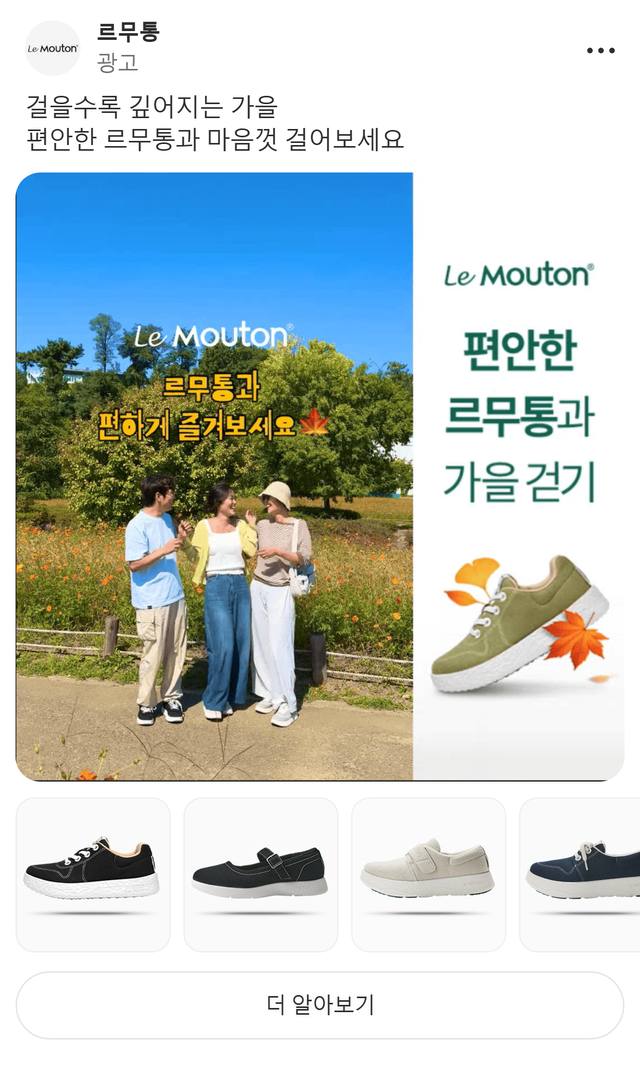 Le Mouton®
르무통
광고
걸을수록 깊어지는 가을
편안한 르무통과 마음껏 걸어보세요
Le Mouton®
르무통과
편하게 즐겨보세요
Le Mouton®
편안한
르무통과
가을 걷기
더 알아보기